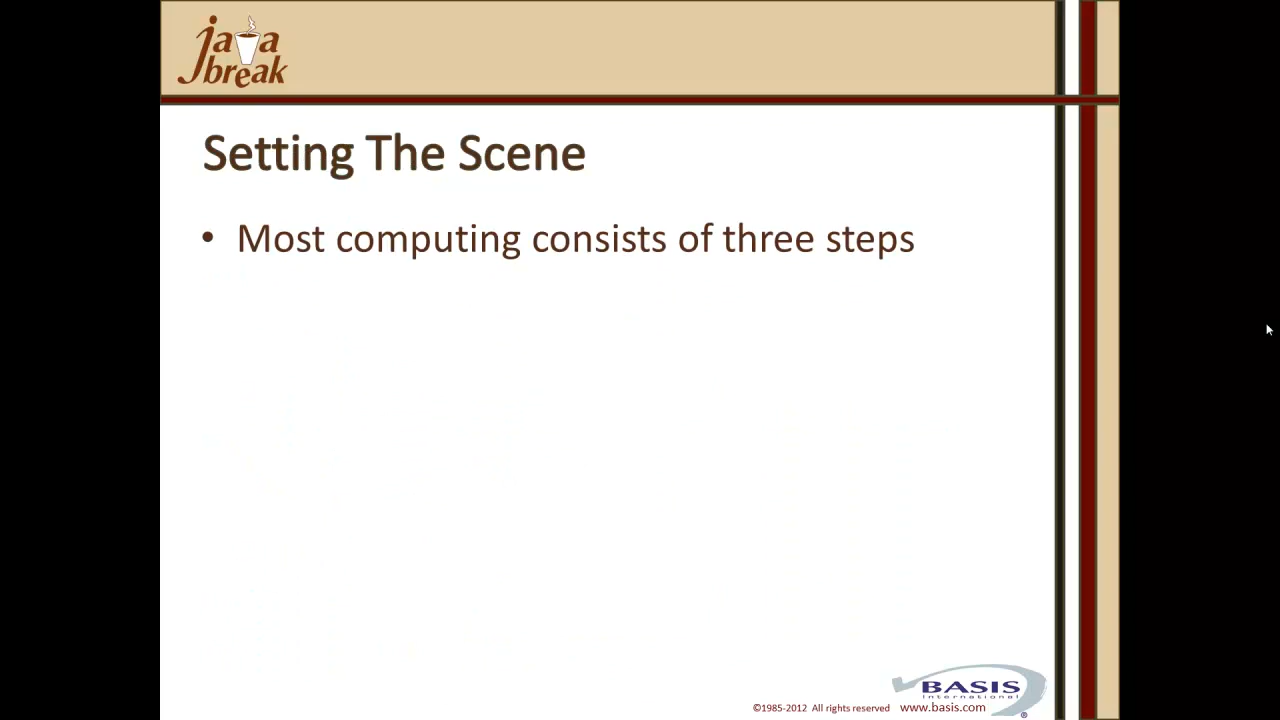 java
break
Setting The Scene
• Most computing consists of three steps
BASIS
International
®
©1985-2012 All rights reserved www.basis.com